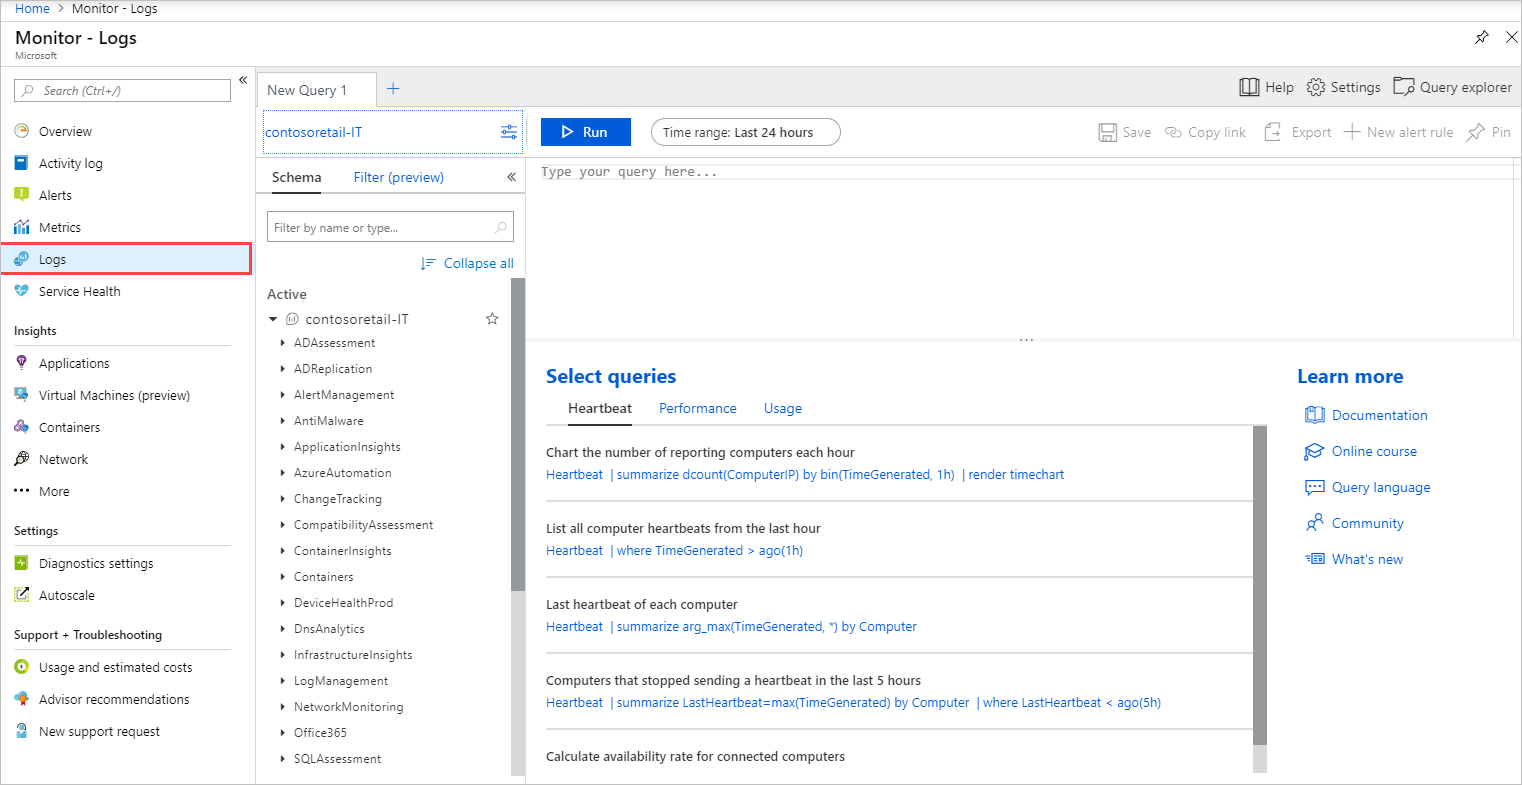 Home > Monitor - Logs
Monitor - Logs
Microsoft
Search (Ctrl+/)
Overview
Activity log
Alerts
Metrics
Logs
Service Health
Insights
Applications
Virtual Machines (preview)
Containers
Network
More
Settings
Diagnostics settings
Autoscale
Support + Troubleshooting
Usage and estimated costs
Advisor recommendations
New support request
New Query 1
Help
Settings
Query explorer
contosoretail-IT
Run
Time range: Last 24 hours
Save
Copy link
Export
New alert rule
Pin
Schema
Filter (preview)
Filter by name or type...
Collapse all
Active
contosoretail-IT
ADAssessment
ADReplication
AlertManagement
AntiMalware
ApplicationInsights
AzureAutomation
ChangeTracking
CompatibilityAssessment
ContainerInsights
Containers
DeviceHealthProd
DnsAnalytics
InfrastructureInsights
LogManagement
NetworkMonitoring
Office365
SQLAssessment
Type your query here...
Select queries
Heartbeat
Performance
Usage
Chart the number of reporting computers each hour
Heartbeat | summarize dcount(ComputerIP) by bin(TimeGenerated, 1h) | render timechart
List all computer heartbeats from the last hour
Heartbeat | where TimeGenerated > ago(1h)
Last heartbeat of each computer
Heartbeat | summarize arg_max(TimeGenerated, *) by Computer
Computers that stopped sending a heartbeat in the last 5 hours
Heartbeat | summarize LastHeartbeat=max(TimeGenerated) by Computer | where LastHeartbeat < ago(5h)
Calculate availability rate for connected computers
Learn more
Documentation
Online course
Query language
Community
What's new